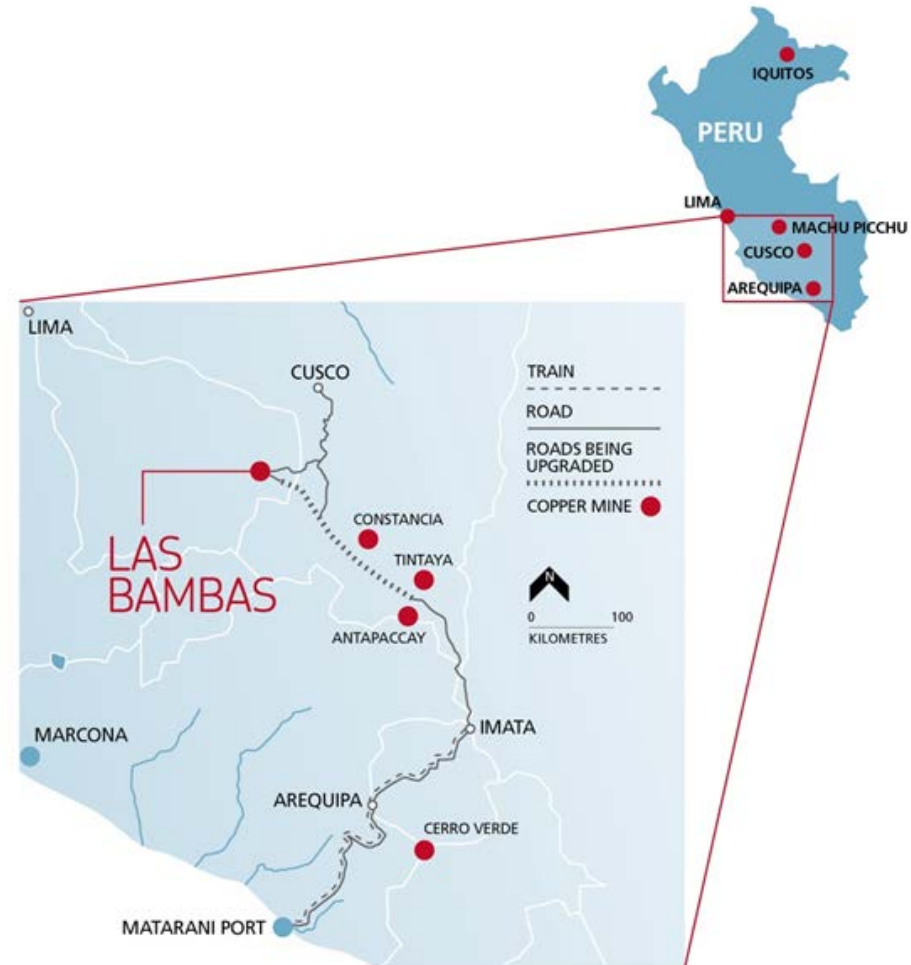 IQUITOS
PERU
LIMA
MACHU PICCHU
CUSCO
AREQUIPA
LIMA
CUSCO
TRAIN
ROAD
ROADS BEING
UPGRADED
COPPER MINE
LAS
BAMBAS
CONSTANCIA
TINTAYA
ANTAPACCAY
N
0 100
KILOMETRES
MARCONA
IMATA
AREQUIPA
CERRO VERDE
MATARANI PORT